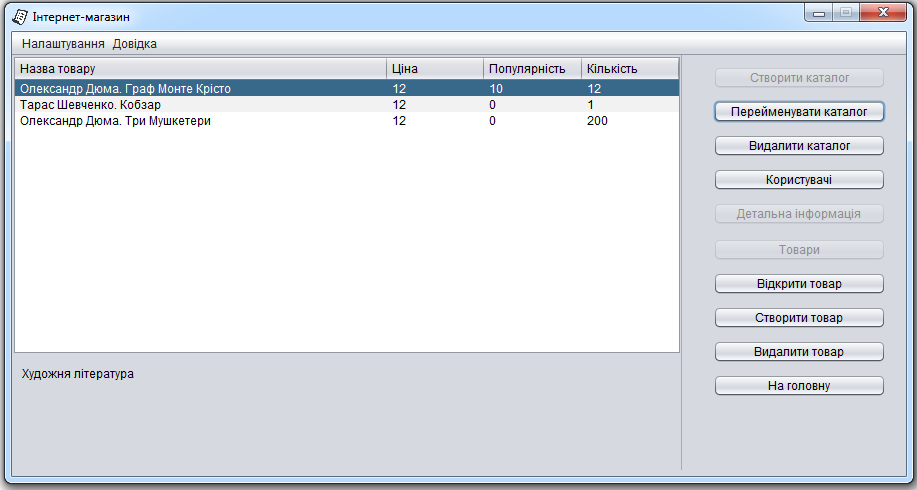 Інтернет-магазин
Налаштування Довідка
Назва товару Ціна Популярність Кількість
Олександр Дюма. Граф Монте Крісто 12 10 12
Тарас Шевченко. Кобзар 12 0 1
Олександр Дюма. Три Мушкетери 12 0 200
Художня література
Створити каталог
Перейменувати каталог
Видалити каталог
Користувачі
Детальна інформація
Товари
Відкрити товар
Створити товар
Видалити товар
На головну